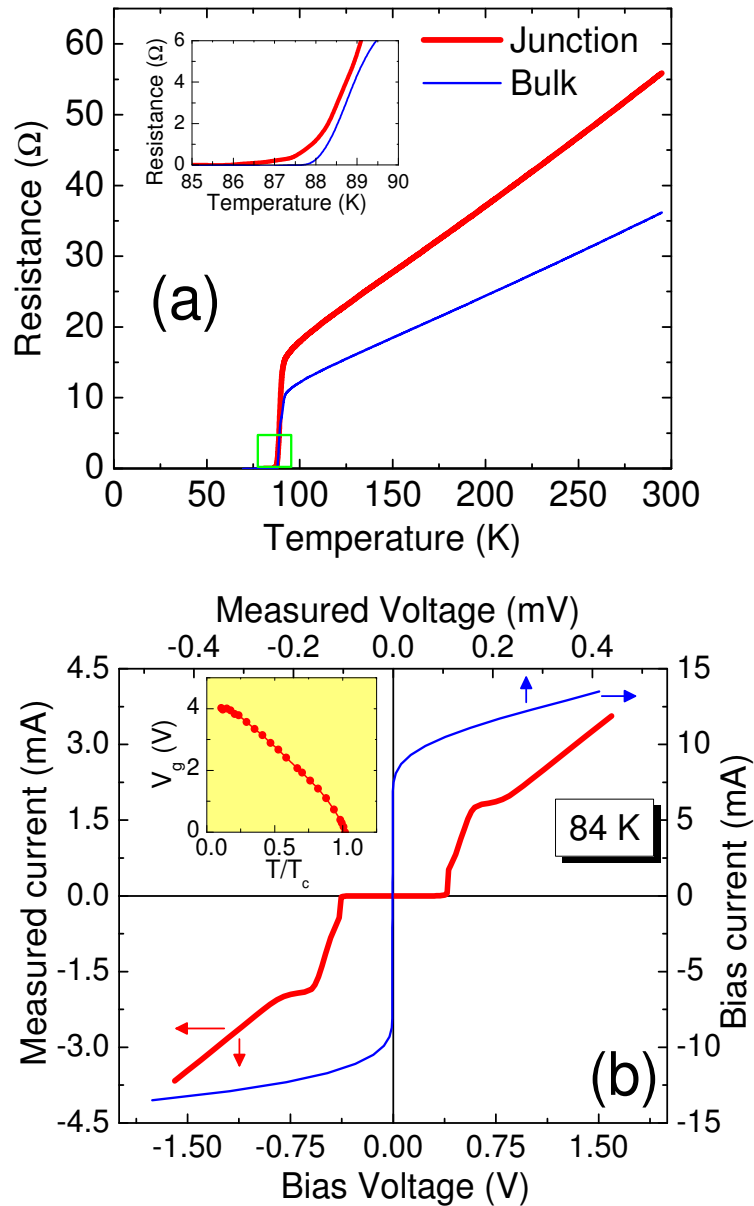 60
50
40
30
20
10
0
Resistance (Ω)
0 50 100 150 200 250 300
Temperature (K)
Junction
Bulk
6
4
2
0
Resistance (Ω)
85 86 87 88 89 90
Temperature (K)
(a)
Measured Voltage (mV)
-0.4 -0.2 0.0 0.2 0.4
4.5
3.0
1.5
0.0
-1.5
-3.0
-4.5
Measured current (mA)
15
10
5
0
-5
-10
-15
Bias current (mA)
4
2
0
Vg (V)
0.0 0.5 1.0
T/Tc
84 K
(b)
-1.50 -0.75 0.00 0.75 1.50
Bias Voltage (V)